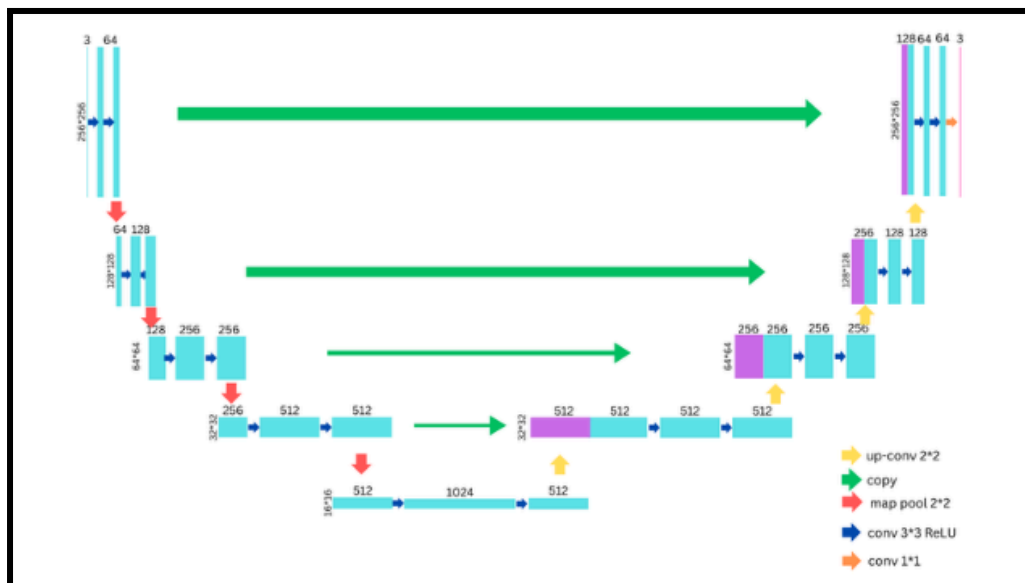 3 64
256*256
128 64 64 3
256*256
64 128
128*128
256 128 128
128*128
128 256 256
64*64
256 256 256 256
64*64
256 512 512
32*32
512 512 512 512
32*32
512 1024 512
16*16
up-conv 2*2
copy
map pool 2*2
conv 3*3 ReLU
conv 1*1